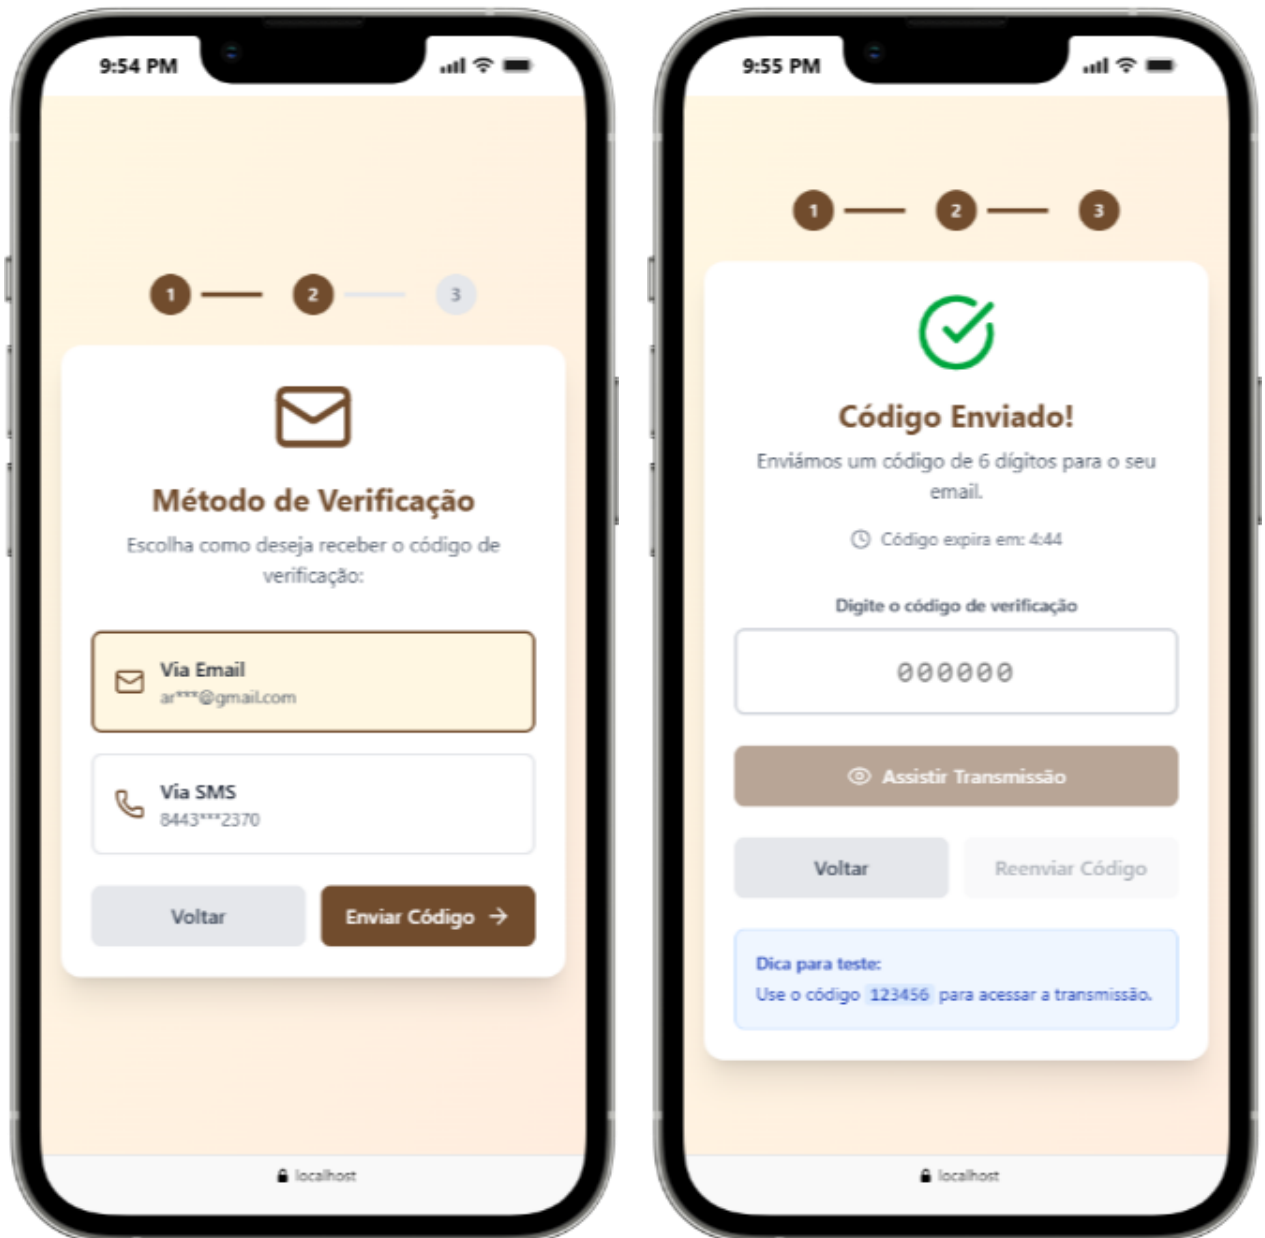 9:54 PM
1
2
3
Método de Verificação
Escolha como deseja receber o código de
verificação:
Via Email
ar***@gmail.com
Via SMS
8443***2370
Voltar
Enviar Código
localhost
9:55 PM
1
2
3
Código Enviado!
Enviámos um código de 6 dígitos para o seu
email.
Código expira em: 4:44
Digite o código de verificação
000000
Assistir Transmissão
Voltar
Reenviar Código
Dica para teste:
Use o código 123456 para acessar a transmissão.
localhost